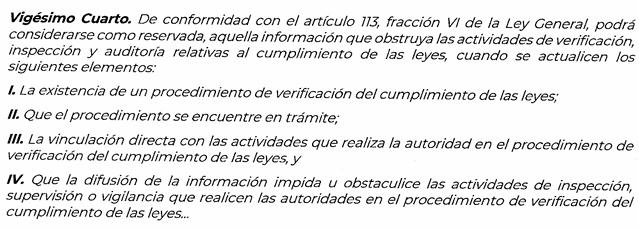 Vigésimo Cuarto. De conformidad con el artículo 113, fracción VI de la Ley General, podrá
considerarse como reservada, aquella información que obstruya las actividades de verificación,
inspección y auditoría relativas al cumplimiento de las leyes, cuando se actualicen los
siguientes elementos:
I. La existencia de un procedimiento de verificación del cumplimiento de las leyes;
II. Que el procedimiento se encuentre en trámite;
III. La vinculación directa con las actividades que realiza la autoridad en el procedimiento de
verificación del cumplimiento de las leyes, y
IV. Que la difusión de la información impida u obstaculice las actividades de inspección,
supervisión o vigilancia que realicen las autoridades en el procedimiento de verificación del
cumplimiento de las leyes...